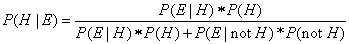 P(H | E) = P(E | H) * P(H) / P(E | H) * P(H) + P(E | not H) * P(not H)